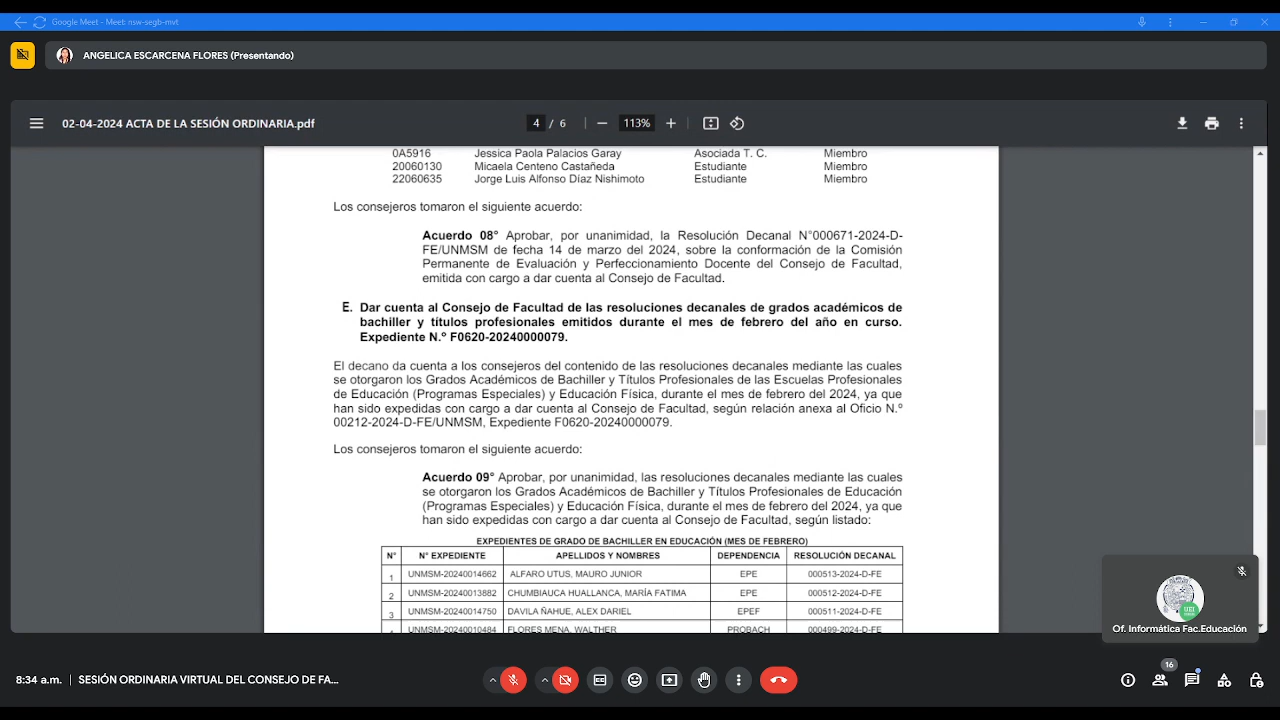 Google Meet - Meet: nsw-segb-mvt
ANGELICA ESCARCENA FLORES (Presentando)
02-04-2024 ACTA DE LA SESIÓN ORDINARIA.pdf
4 / 6
113%
0A5916 Jessica Paola Palacios Garay Asociada T. C. Miembro
20060130 Micaela Centeno Castañeda Estudiante Miembro
22060635 Jorge Luis Alfonso Díaz Nishimoto Estudiante Miembro
Los consejeros tomaron el siguiente acuerdo:
Acuerdo 08° Aprobar, por unanimidad, la Resolución Decanal N°000671-2024-D-
FE/UNMSM de fecha 14 de marzo del 2024, sobre la conformación de la Comisión
Permanente de Evaluación y Perfeccionamiento Docente del Consejo de Facultad,
emitida con cargo a dar cuenta al Consejo de Facultad.
E. Dar cuenta al Consejo de Facultad de las resoluciones decanales de grados académicos de
bachiller y títulos profesionales emitidos durante el mes de febrero del año en curso.
Expediente N.º F0620-20240000079.
El decano da cuenta a los consejeros del contenido de las resoluciones decanales mediante las cuales
se otorgaron los Grados Académicos de Bachiller y Títulos Profesionales de las Escuelas Profesionales
de Educación (Programas Especiales) y Educación Física, durante el mes de febrero del 2024, ya que
han sido expedidas con cargo a dar cuenta al Consejo de Facultad, según relación anexa al Oficio N.º
00212-2024-D-FE/UNMSM, Expediente F0620-20240000079.
Los consejeros tomaron el siguiente acuerdo:
Acuerdo 09° Aprobar, por unanimidad, las resoluciones decanales mediante las cuales
se otorgaron los Grados Académicos de Bachiller y Títulos Profesionales de Educación
(Programas Especiales) y Educación Física, durante el mes de febrero del 2024, ya que
han sido expedidas con cargo a dar cuenta al Consejo de Facultad, según listado:
EXPEDIENTES DE GRADO DE BACHILLER EN EDUCACIÓN (MES DE FEBRERO)
N° N° EXPEDIENTE APELLIDOS Y NOMBRES DEPENDENCIA RESOLUCIÓN DECANAL
1 UNMSM-20240014662 ALFARO UTUS, MAURO JUNIOR EPE 000513-2024-D-FE
2 UNMSM-20240013882 CHUMBIAUCA HUALLANCA, MARÍA FATIMA EPE 000512-2024-D-FE
3 UNMSM-20240014750 DAVILA ÑAHUE, ALEX DARIEL EPEF 000511-2024-D-FE
4 UNMSM-20240010484 FLORES MENA, WALTHER PROBACH 000499-2024-D-FE
Of. Informática Fac.Educación
8:34 a.m. | SESIÓN ORDINARIA VIRTUAL DEL CONSEJO DE FA...
16